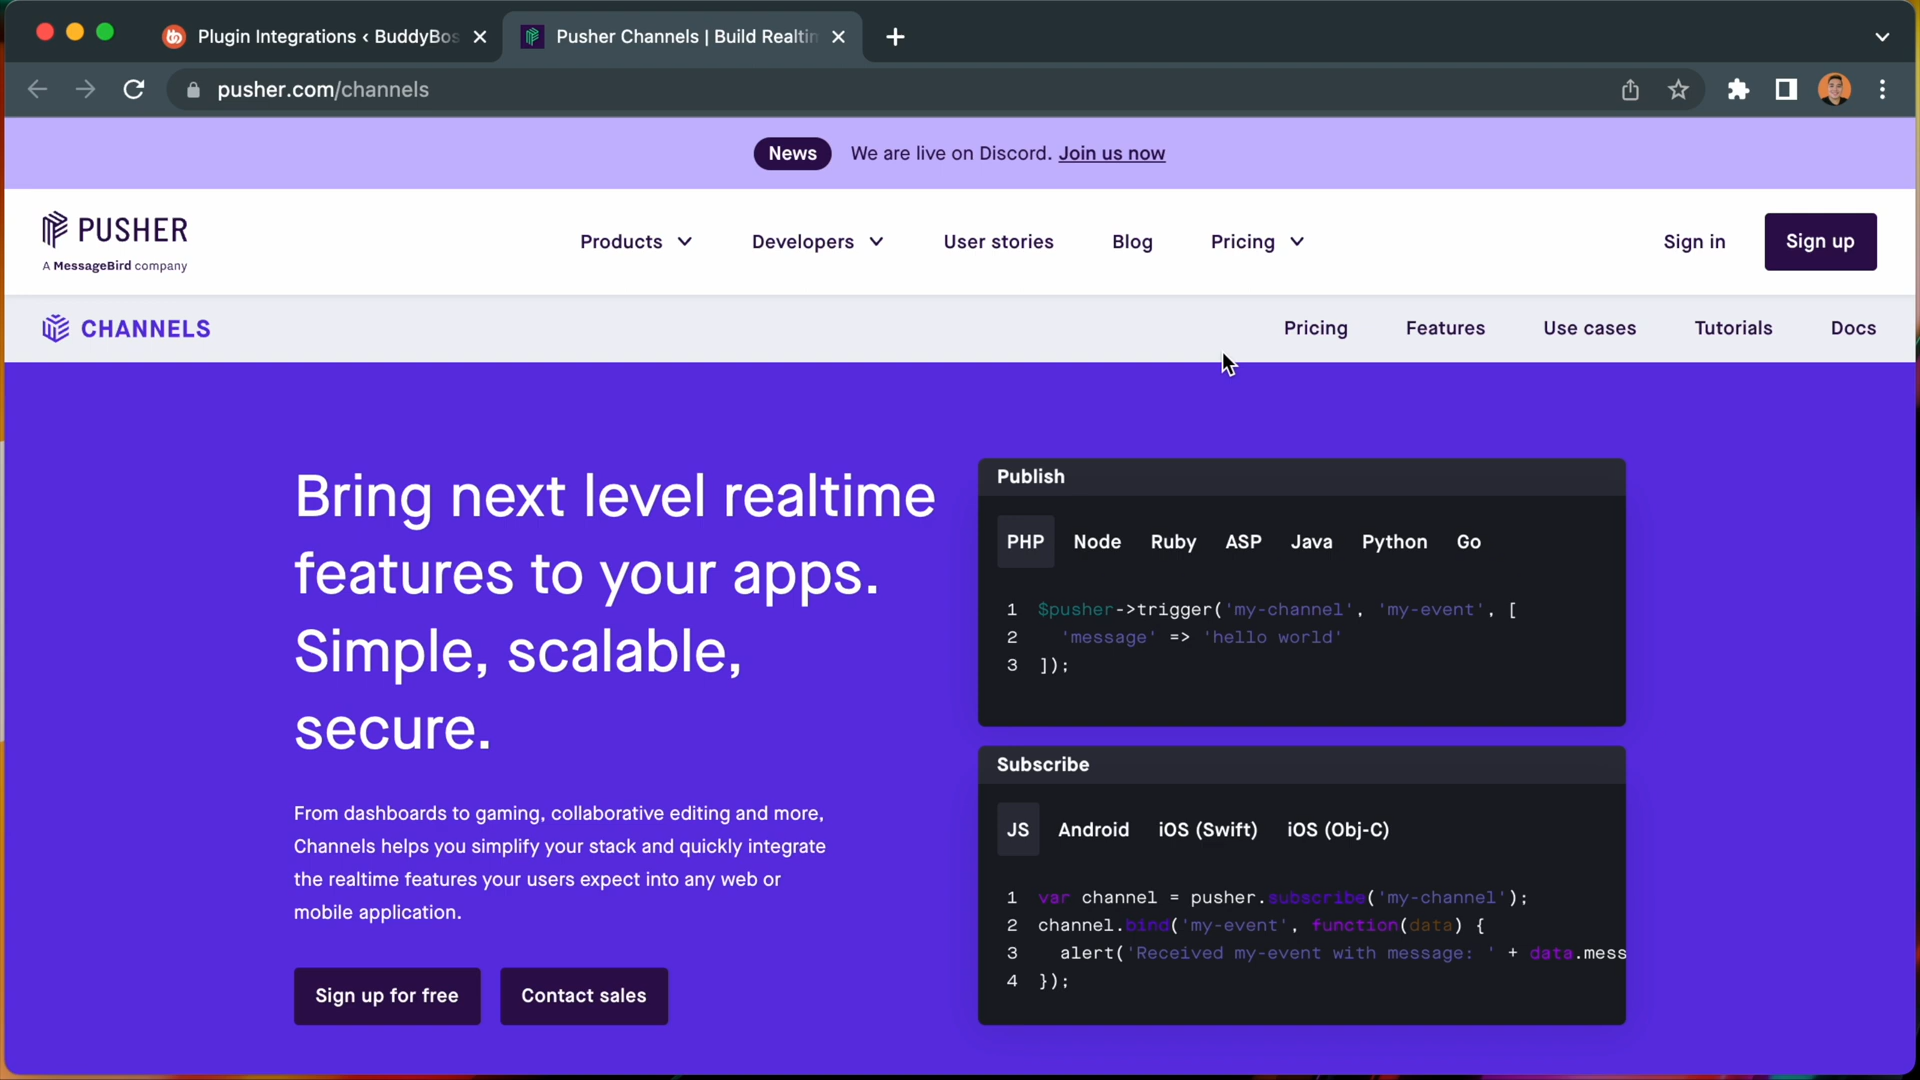 Plugin Integrations ‹ BuddyBos
Pusher Channels | Build Realtin
pusher.com/channels
News We are live on Discord. Join us now
PUSHER
A MessageBird company
Products
Developers
User stories
Blog
Pricing
Sign in
Sign up
CHANNELS
Pricing
Features
Use cases
Tutorials
Docs
Bring next level realtime
features to your apps.
Simple, scalable,
secure.
From dashboards to gaming, collaborative editing and more,
Channels helps you simplify your stack and quickly integrate
the realtime features your users expect into any web or
mobile application.
Sign up for free
Contact sales
Publish
PHP Node Ruby ASP Java Python Go
1 $pusher->trigger('my-channel', 'my-event', [
2 'message' => 'hello world'
3 ]);
Subscribe
JS Android iOS (Swift) iOS (Obj-C)
1 var channel = pusher.subscribe('my-channel');
2 channel.bind('my-event', function(data) {
3 alert('Received my-event with message: ' + data.mess
4 });